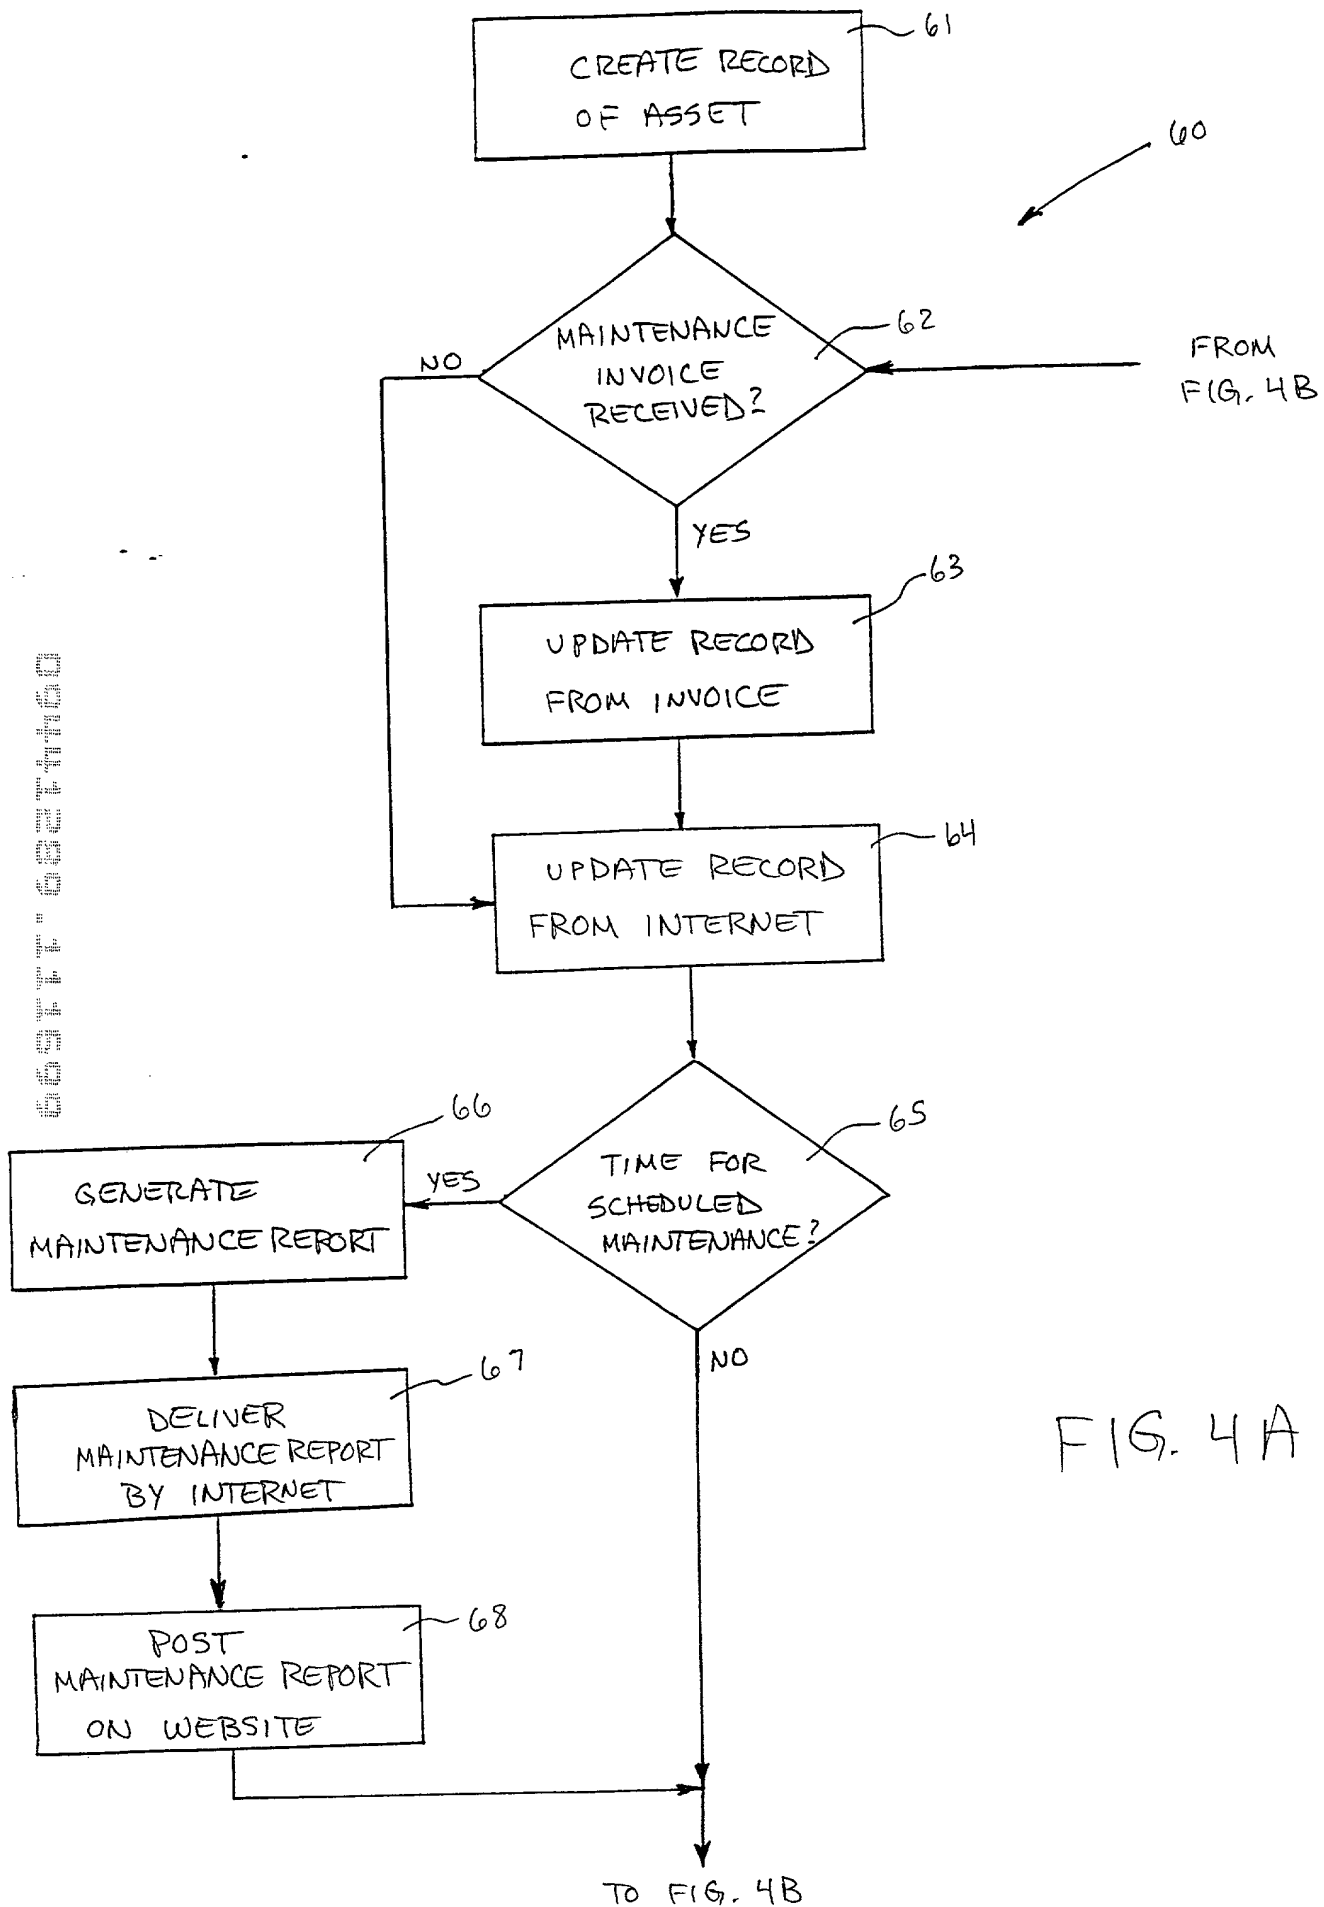 61
CREATE RECORD
OF ASSET
60
MAINTENANCE
INVOICE
RECEIVED?
62
NO
FROM
FIG. 4B
YES
63
UPDATE RECORD
FROM INVOICE
64
UPDATE RECORD
FROM INTERNET
65
TIME FOR
SCHEDULED
MAINTENANCE?
YES
66
GENERATE
MAINTENANCE REPORT
NO
67
DELIVER
MAINTENANCE REPORT
BY INTERNET
FIG. 4A
68
POST
MAINTENANCE REPORT
ON WEBSITE
TO FIG. 4B